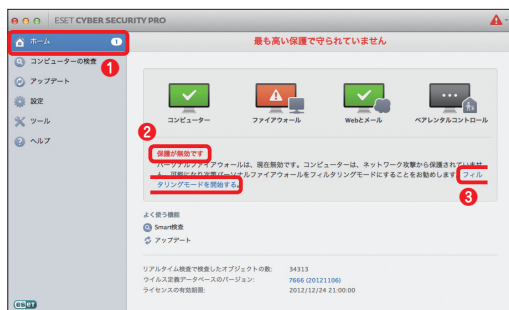 ESET CYBER SECURITY PRO
ホーム 1
最も高い保護で守られていません
コンピューターの検査
1
アップデート
設定
ツール
ヘルプ
コンピューター
ファイアウォール
Webとメール
ペアレンタルコントロール
2
保護が無効です
パーソナルファイアウォールは、現在無効です。コンピューターは、ネットワーク攻撃から保護されていませ
ん。可能になり次第パーソナルファイアウォールをフィルタリングモードにすることをお勧めします。フィル
タリングモードを開始する。
3
よく使う機能
Smart検査
アップデート
リアルタイム検査で検査したオブジェクトの数: 34313
ウイルス定義データベースのバージョン: 7666 (20121106)
ライセンスの有効期限: 2012/12/24 21:00:00
eset